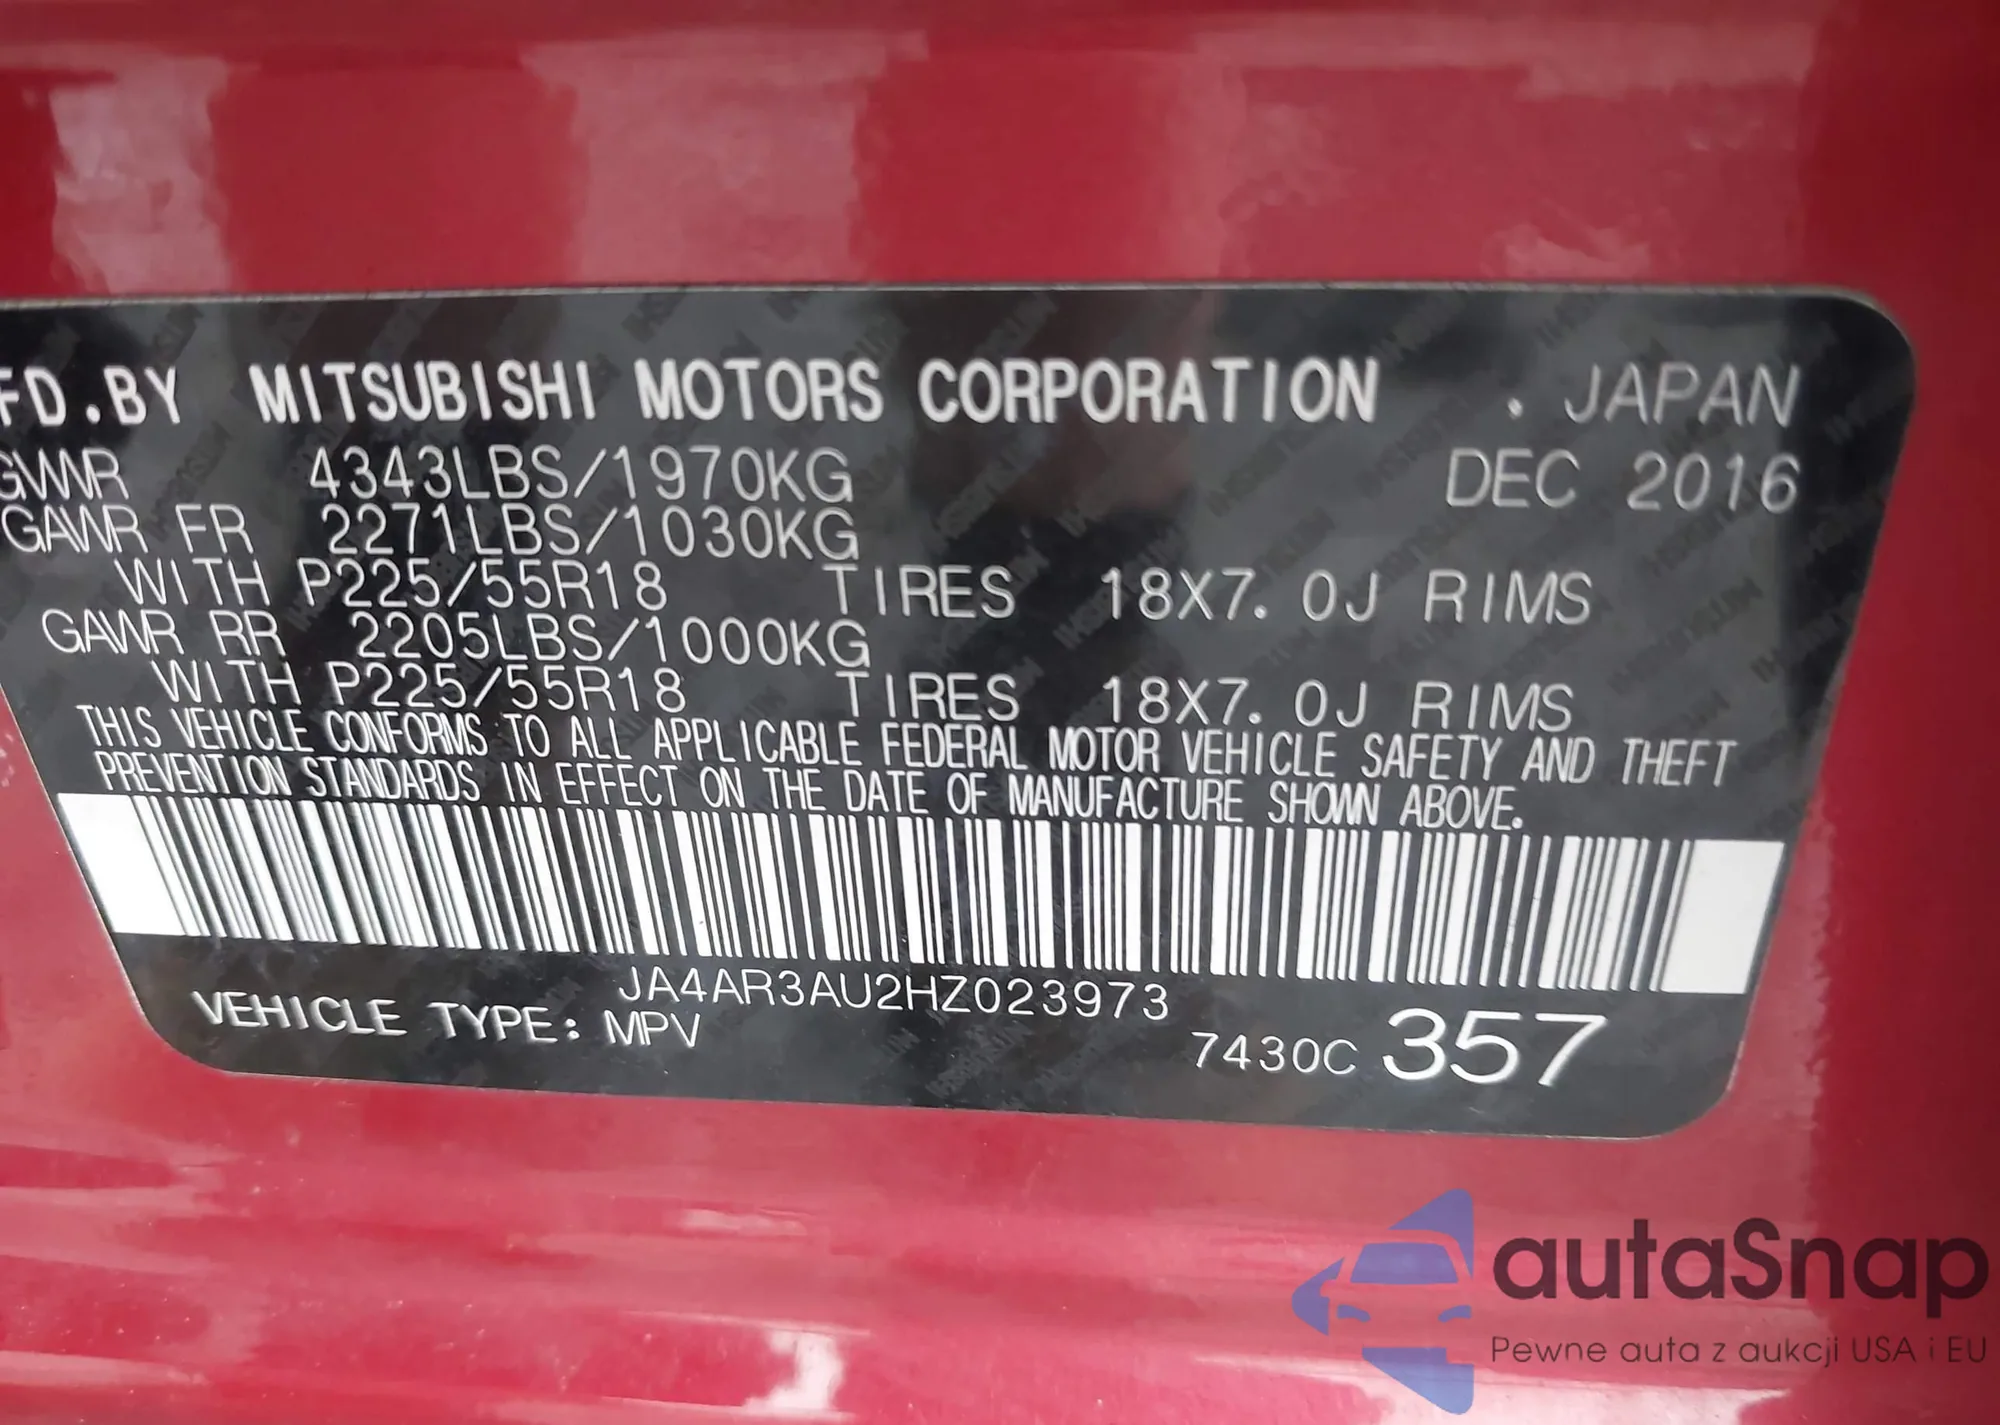 FD.BY MITSUBISHI MOTORS CORPORATION . JAPAN
GVWR 4343LBS/1970KG DEC 2016
GAWR FR 2271LBS/1030KG
WITH P225/55R18 TIRES 18X7.0J RIMS
GAWR RR 2205LBS/1000KG
WITH P225/55R18 TIRES 18X7.0J RIMS
THIS VEHICLE CONFORMS TO ALL APPLICABLE FEDERAL MOTOR VEHICLE SAFETY AND THEFT
PREVENTION STANDARDS IN EFFECT ON THE DATE OF MANUFACTURE SHOWN ABOVE.
JA4AR3AU2HZ023973
VEHICLE TYPE: MPV 7430C 357
autaSnap
Pewne auta z aukcji USA i EU